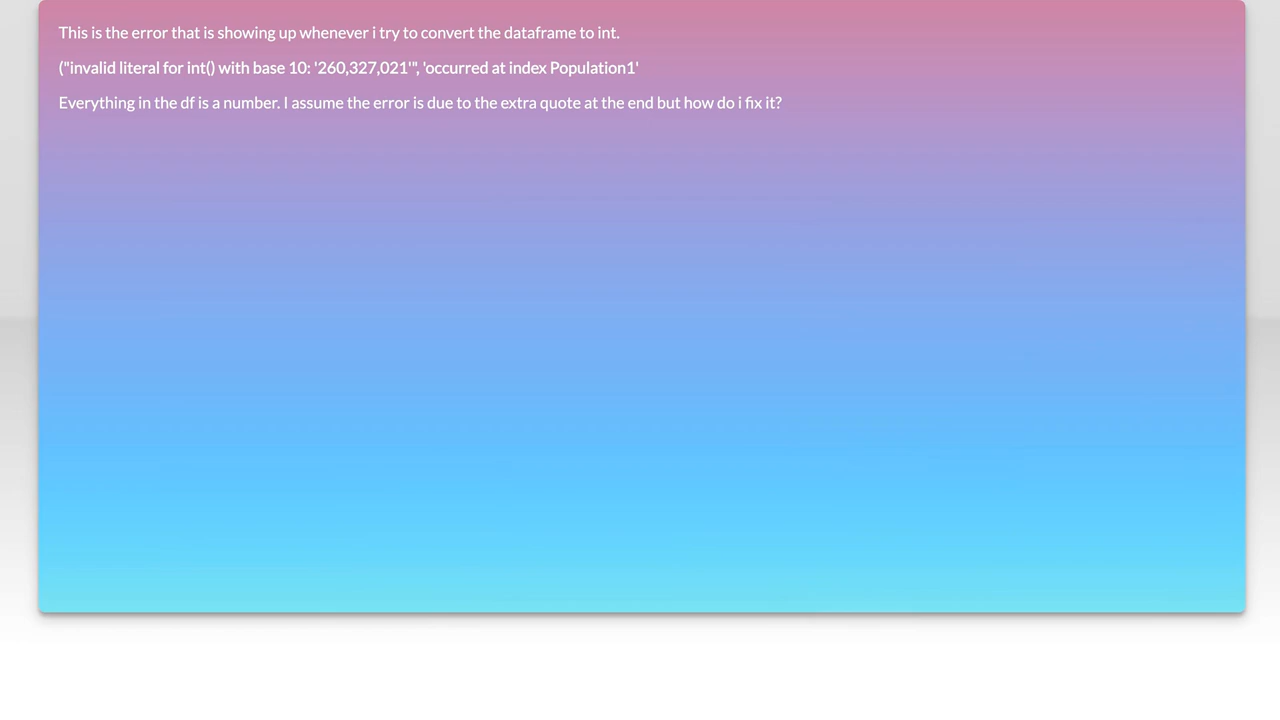 This is the error that is showing up whenever i try to convert the dataframe to int.
("invalid literal for int() with base 10: '260,327,021'", 'occurred at index Population1'
Everything in the df is a number. I assume the error is due to the extra quote at the end but how do i fix it?